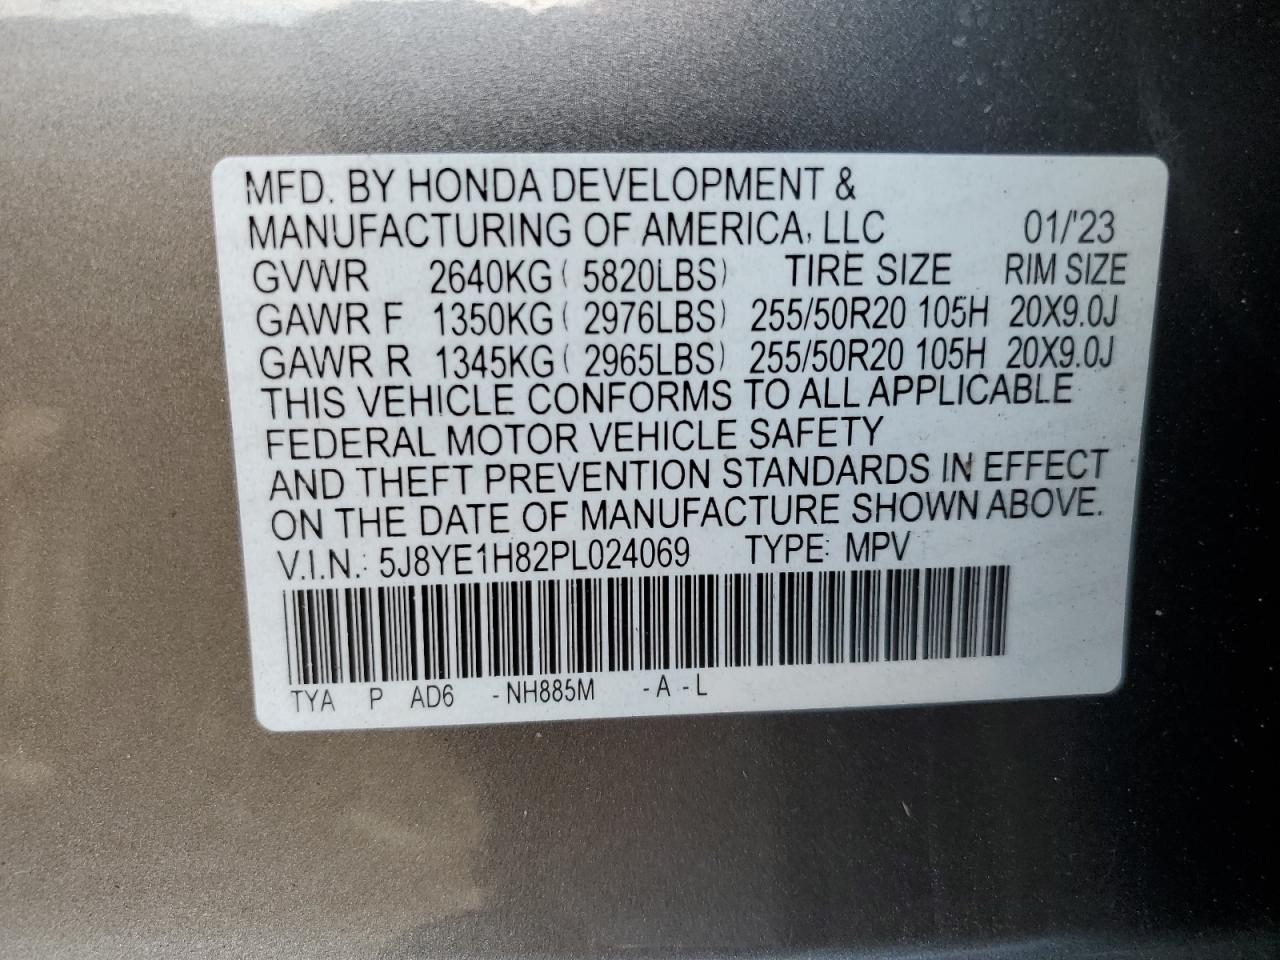 MFD. BY HONDA DEVELOPMENT &
MANUFACTURING OF AMERICA, LLC 01/'23
GVWR 2640KG ( 5820LBS) TIRE SIZE RIM SIZE
GAWR F 1350KG ( 2976LBS) 255/50R20 105H 20X9.0J
GAWR R 1345KG ( 2965LBS) 255/50R20 105H 20X9.0J
THIS VEHICLE CONFORMS TO ALL APPLICABLE
FEDERAL MOTOR VEHICLE SAFETY
AND THEFT PREVENTION STANDARDS IN EFFECT
ON THE DATE OF MANUFACTURE SHOWN ABOVE.
V.I.N.: 5J8YE1H82PL024069 TYPE: MPV
TYA P AD6 -NH885M -A -L